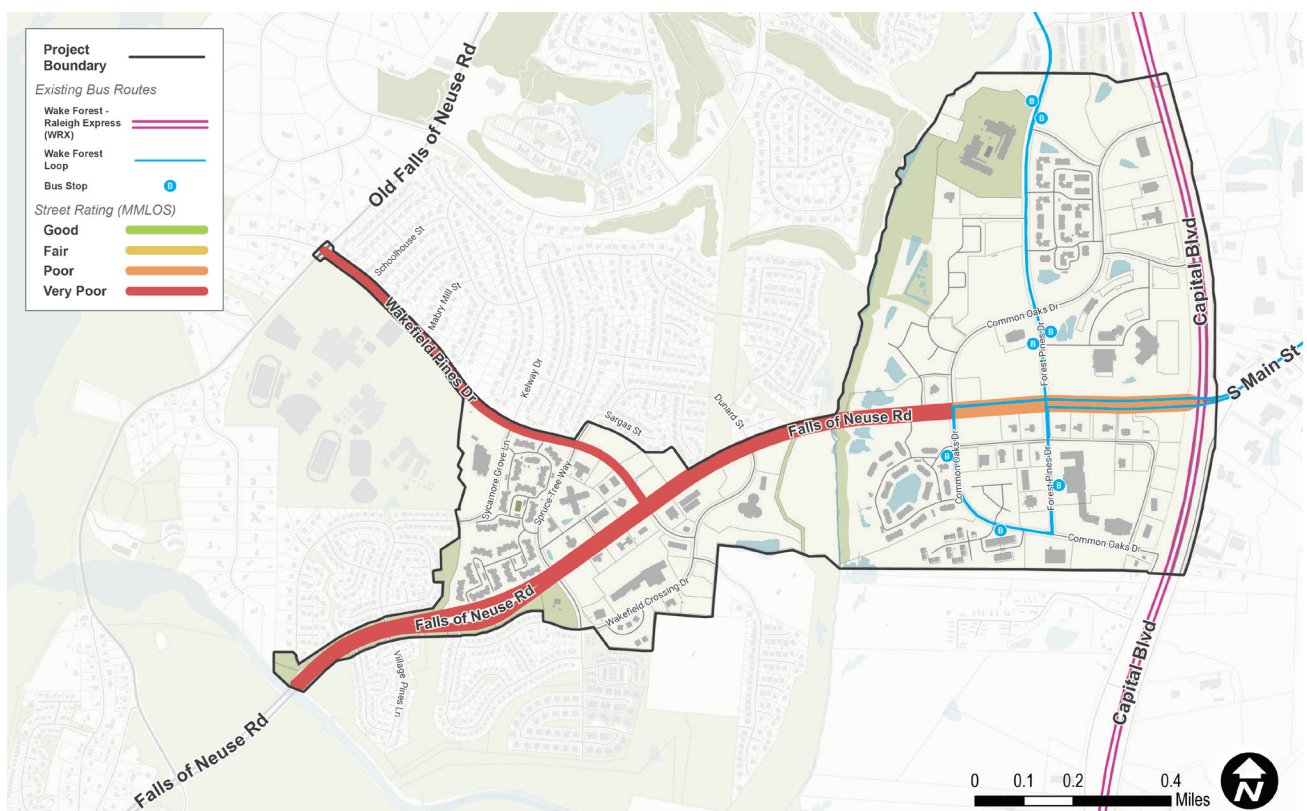 Project
Boundary
Existing Bus Routes
Wake Forest -
Raleigh Express
(WRX)
Wake Forest
Loop
Bus Stop
B
Street Rating (MMLOS)
Good
Fair
Poor
Very Poor
Old Falls of Neuse Rd
Schoolhouse St
Mabry Mill St
Wakefield Pines Dr
Kelway Dr
Sargas St
Dunard St
Sycamore Grove Ln
Spruce Tree Way
Falls of Neuse Rd
Wakefield Crossing Dr
Falls of Neuse Rd
Village Pines Ln
Falls of Neuse Rd
B
B
Common Oaks Dr
B
B
Forest Pines Dr
Capital Blvd
S Main St
B
Common Oaks Dr
Forest Pines Dr
B
B
Common Oaks Dr
Capital Blvd
0 0.1 0.2 0.4
Miles
N